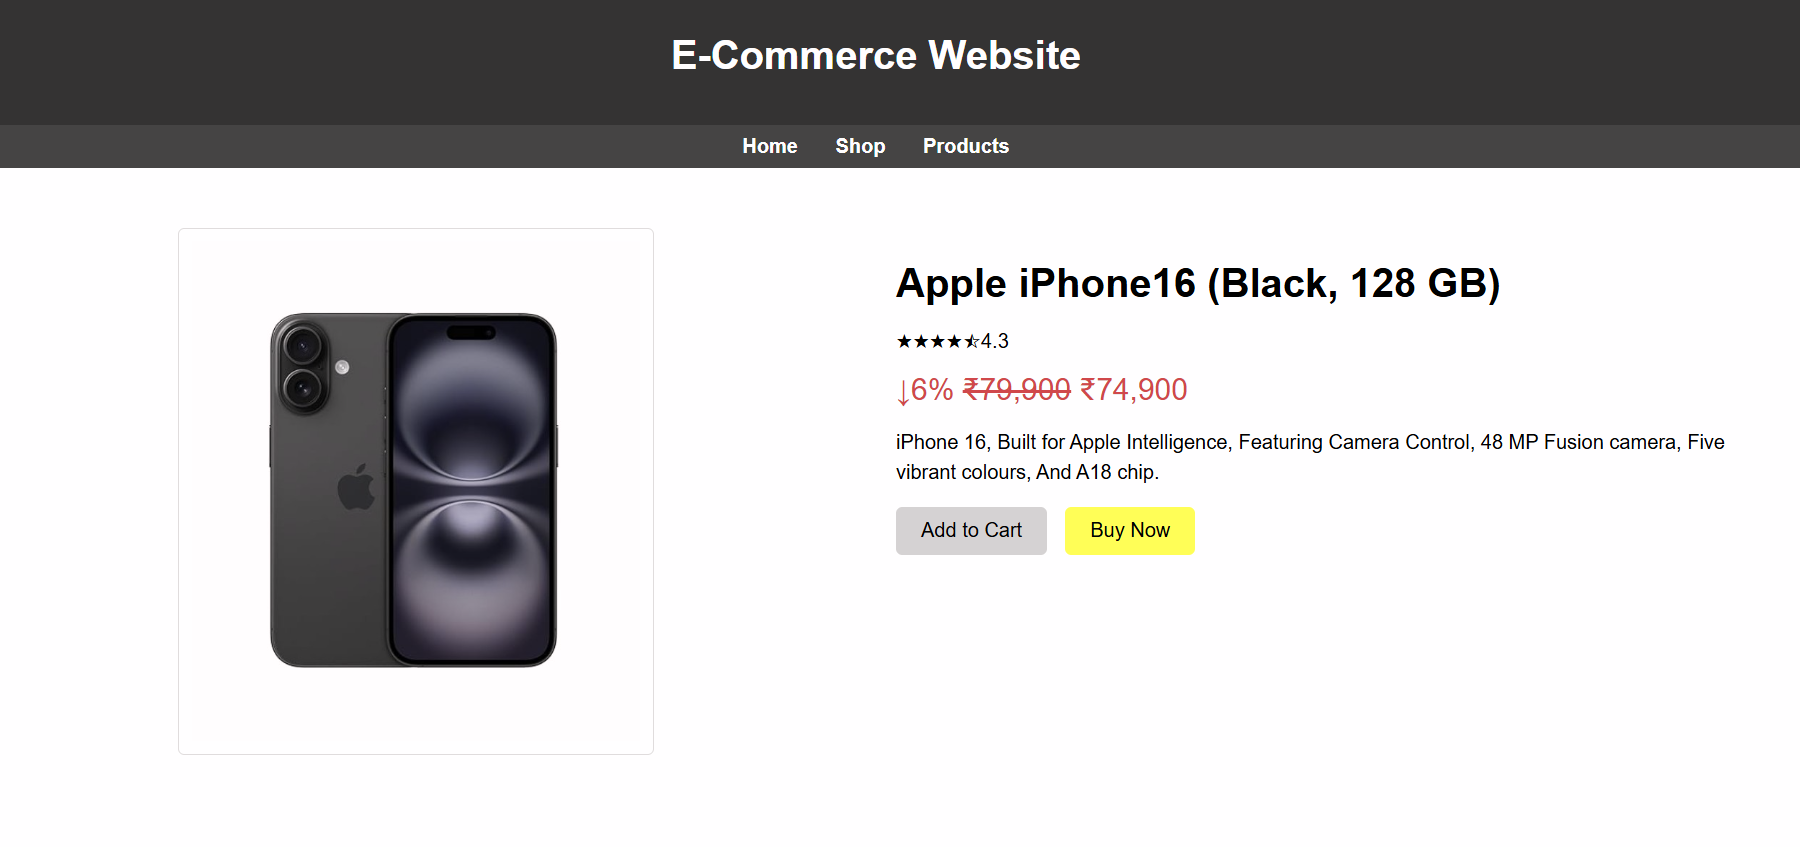 E-Commerce Website
Home Shop Products
Apple iPhone16 (Black, 128 GB)
★★★★⯪4.3
↓6% ₹79,900 ₹74,900
iPhone 16, Built for Apple Intelligence, Featuring Camera Control, 48 MP Fusion camera, Five
vibrant colours, And A18 chip.
Add to Cart Buy Now